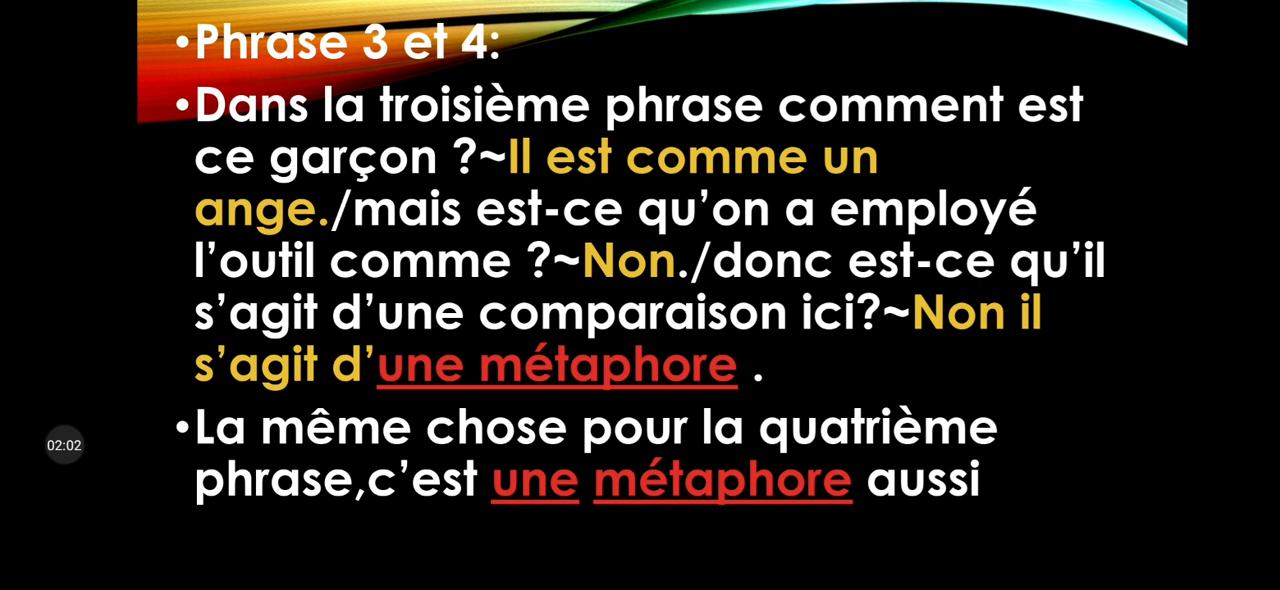 •Phrase 3 et 4:
•Dans la troisième phrase comment est
ce garçon ?~Il est comme un
ange./mais est-ce qu’on a employé
l’outil comme ?~Non./donc est-ce qu’il
s’agit d’une comparaison ici?~Non il
s’agit d’une métaphore .
•La même chose pour la quatrième
02:02
phrase,c’est une métaphore aussi